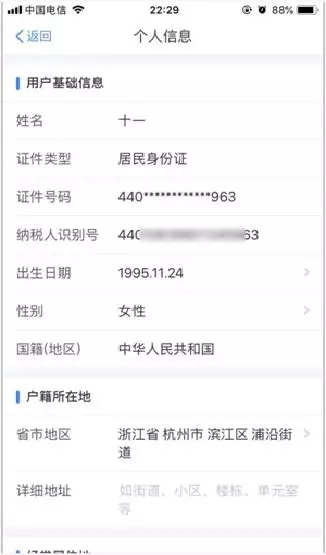 中国电信 22:29 88%
返回 个人信息
用户基础信息
姓名 十一
证件类型 居民身份证
证件号码 440************963
纳税人识别号 440 63
出生日期 1995.11.24
性别 女性
国籍(地区) 中华人民共和国
户籍所在地
省市地区 浙江省 杭州市 滨江区 浦沿街
道
详细地址 如街道、小区、楼栋、单元室
等